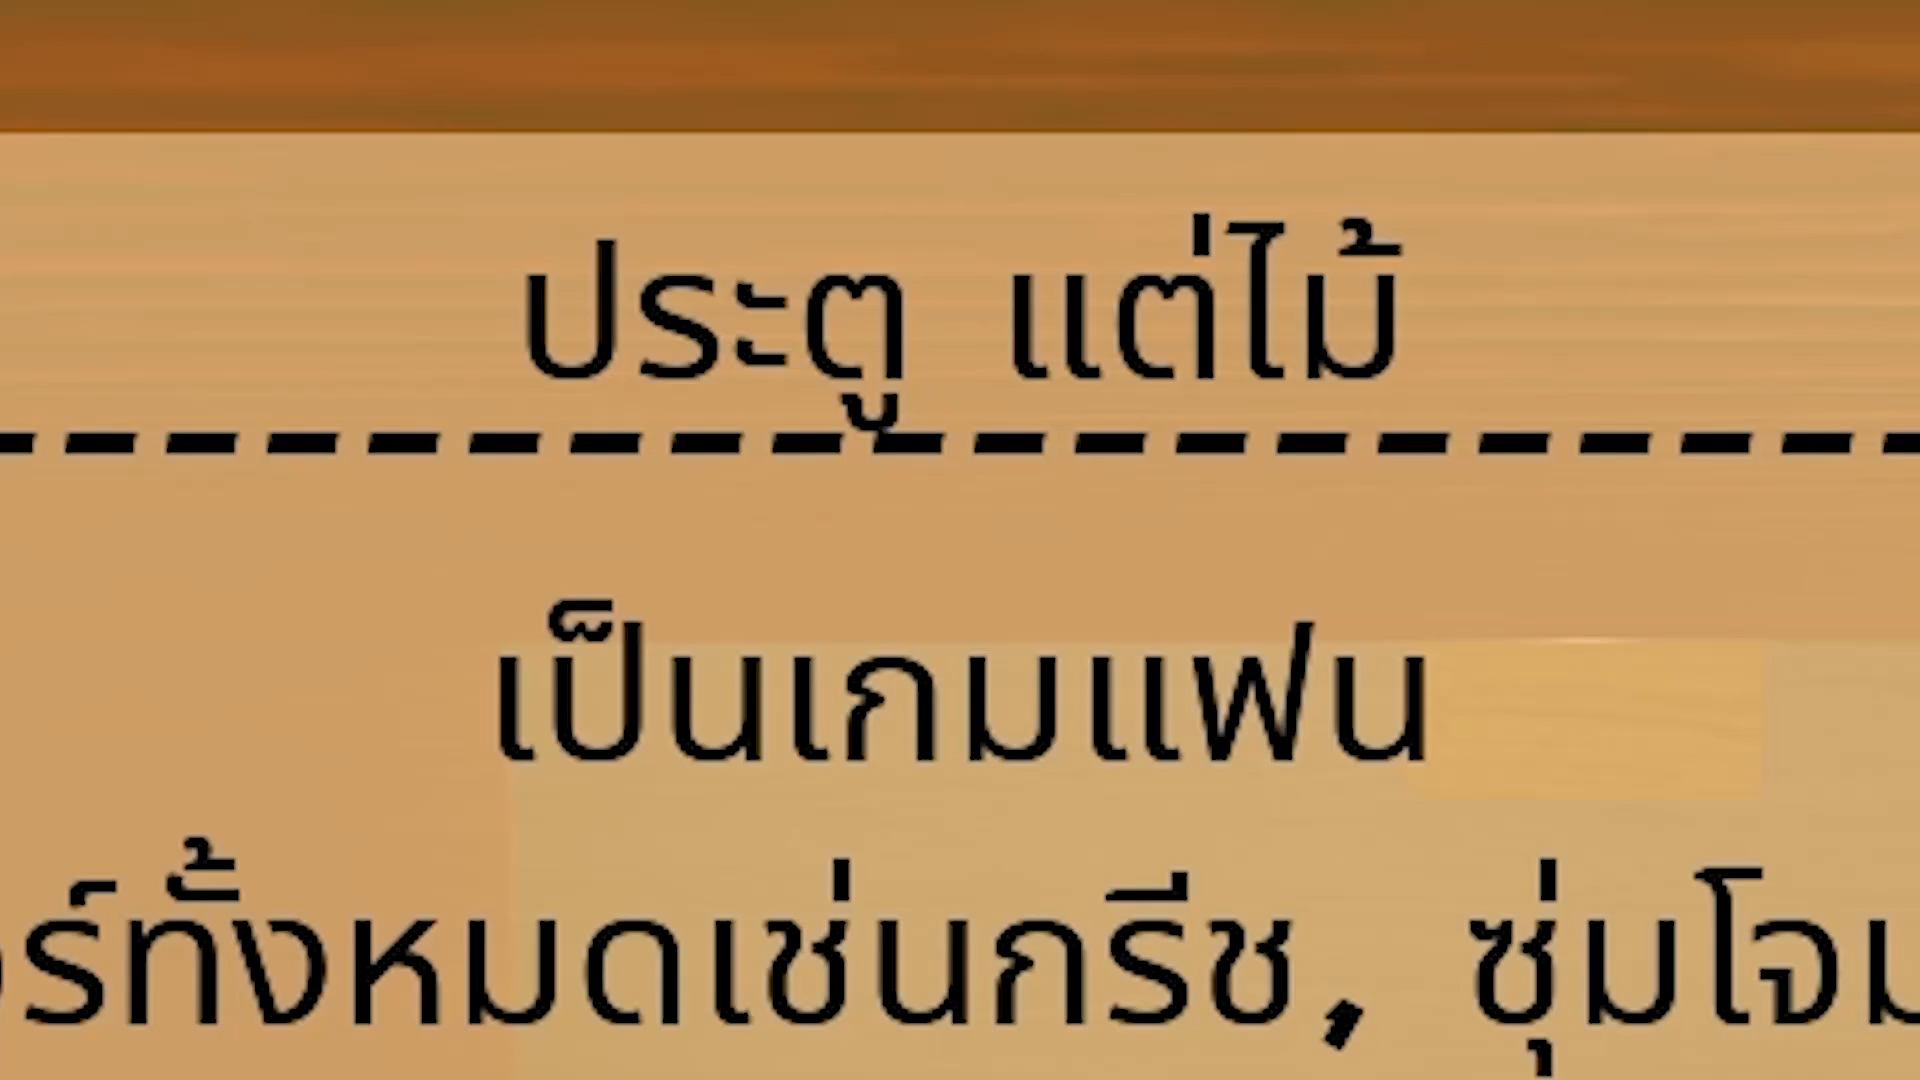 ประตู แต่ไม้
เป็นเกมแฟน
ร์ทั้งหมดเช่นกรีช, ซุ่มโจม